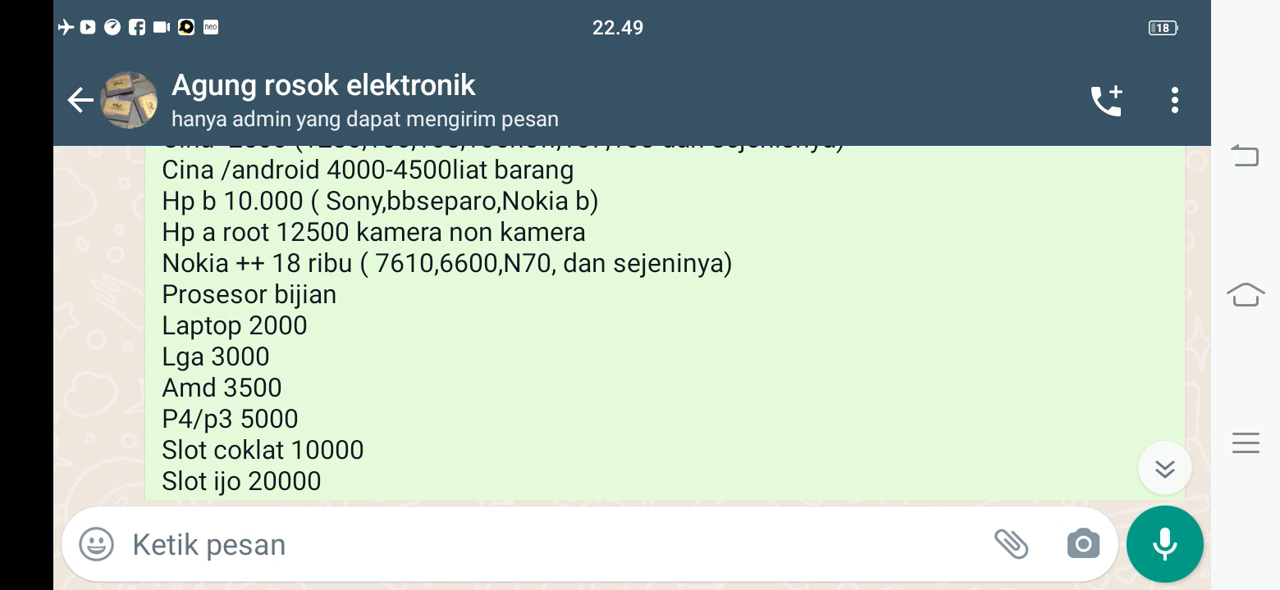 22.49
18
neo
Agung rosok elektronik
hanya admin yang dapat mengirim pesan
Cina /android 4000-4500liat barang
Hp b 10.000 ( Sony,bbseparo,Nokia b)
Hp a root 12500 kamera non kamera
Nokia ++ 18 ribu ( 7610,6600,N70, dan sejeninya)
Prosesor bijian
Laptop 2000
Lga 3000
Amd 3500
P4/p3 5000
Slot coklat 10000
Slot ijo 20000
Ketik pesan